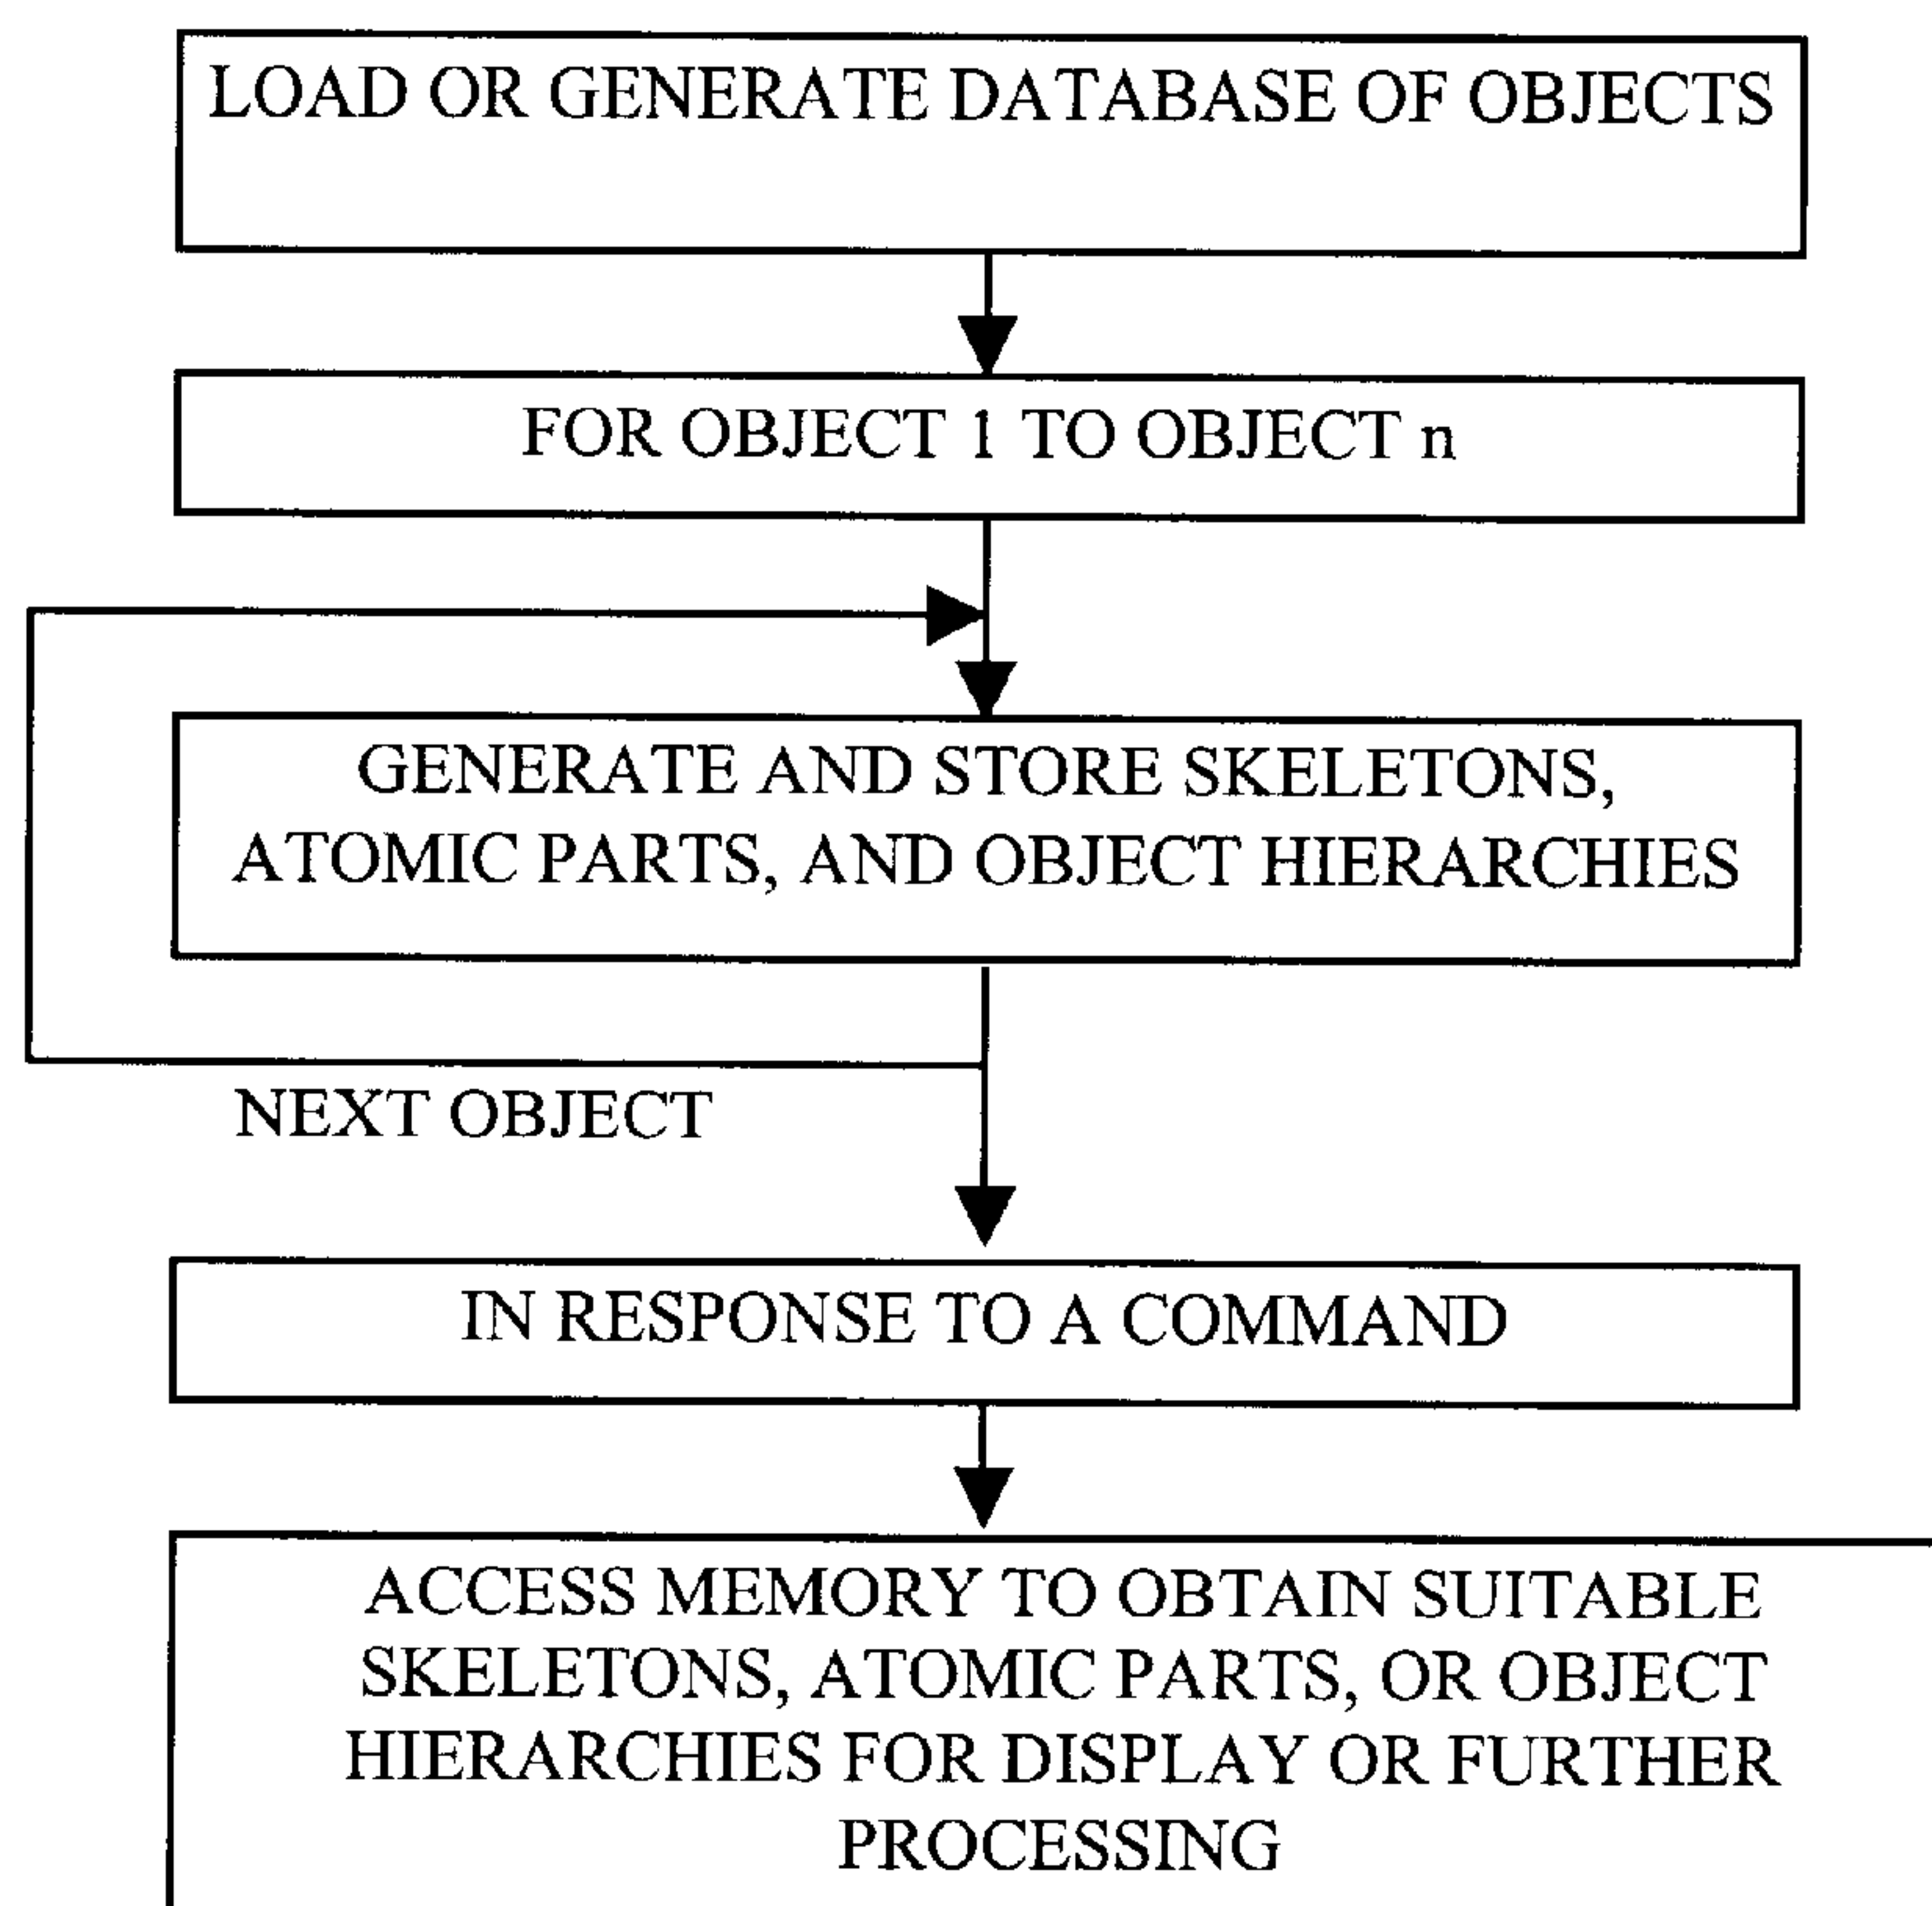 LOAD OR GENERATE DATABASE OF OBJECTS
FOR OBJECT 1 TO OBJECT n
GENERATE AND STORE SKELETONS,
ATOMIC PARTS, AND OBJECT HIERARCHIES
NEXT OBJECT
IN RESPONSE TO A COMMAND
ACCESS MEMORY TO OBTAIN SUITABLE
SKELETONS, ATOMIC PARTS, OR OBJECT
HIERARCHIES FOR DISPLAY OR FURTHER
PROCESSING